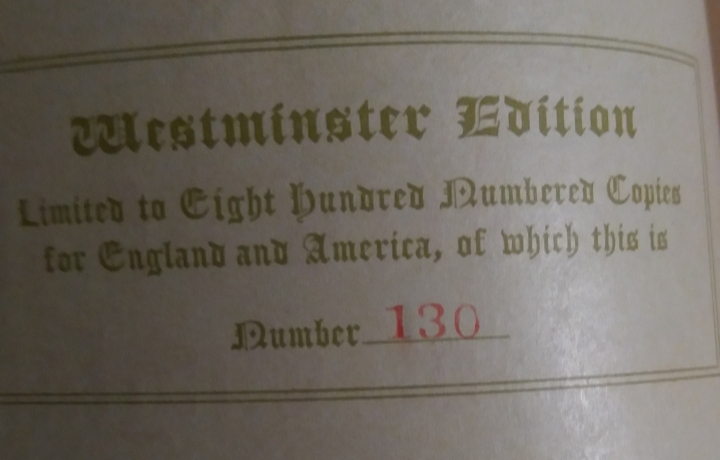 Westminster Edition
Limited to Eight Hundred Numbered Copies
for England and America, of which this is
Number 130